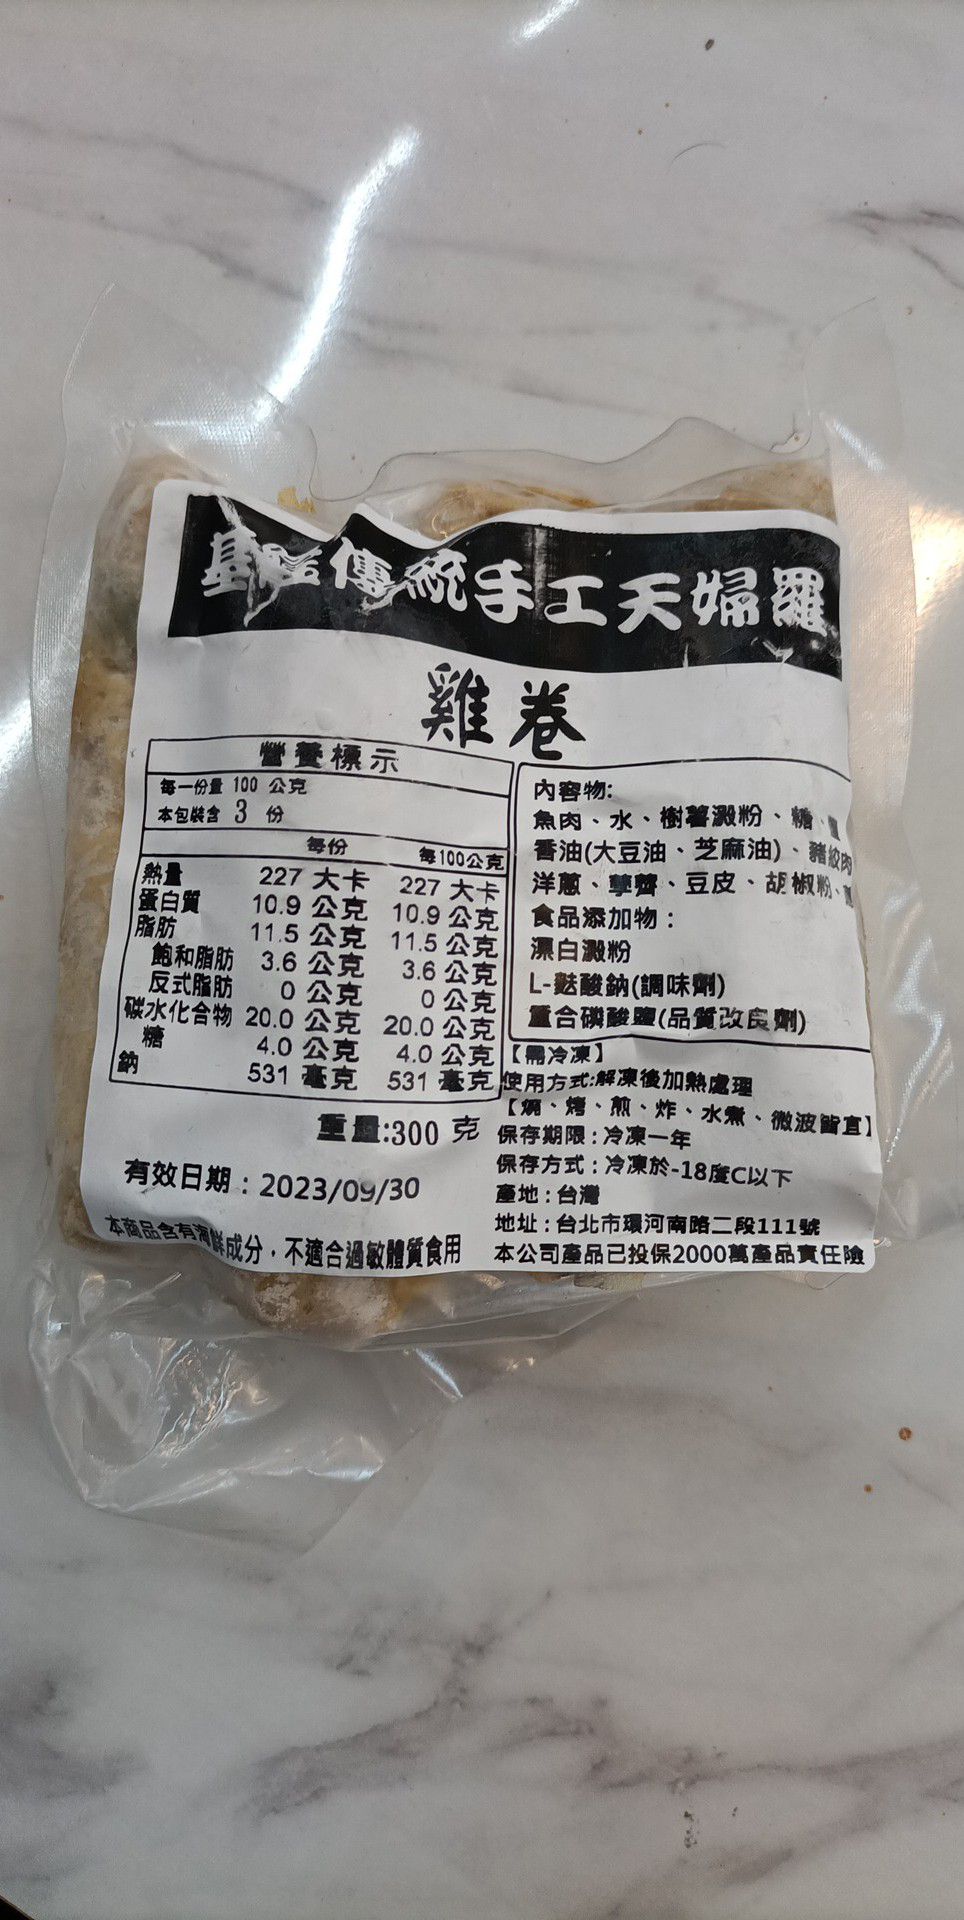 基 傳統手工天婦羅
雞卷
營養標示
每一份量 100 公克
本包裝含 3 份
每份 每100公克
熱量 227 大卡 227 大卡
蛋白質 10.9 公克 10.9 公克
脂肪 11.5 公克 11.5 公克
飽和脂肪 3.6 公克 3.6 公克
反式脂肪 0 公克 0 公克
碳水化合物 20.0 公克 20.0 公克
糖 4.0 公克 4.0 公克
鈉 531 毫克 531 毫克
重量:300 克
有效日期：2023/09/30
本商品含有海鮮成分，不適合過敏體質食用
內容物:
魚肉、水、樹薯澱粉、糖、
香油(大豆油、芝麻油)、豬絞肉
洋蔥、荸薺、豆皮、胡椒粉、
食品添加物：
漂白澱粉
L-麩酸鈉(調味劑)
重合磷酸鹽(品質改良劑)
【需冷凍】
使用方式:解凍後加熱處理
【燒、烤、煎、炸、水煮、微波皆宜】
保存期限：冷凍一年
保存方式：冷凍於-18度C以下
產地：台灣
地址：台北市環河南路二段111號
本公司產品已投保2000萬產品責任險